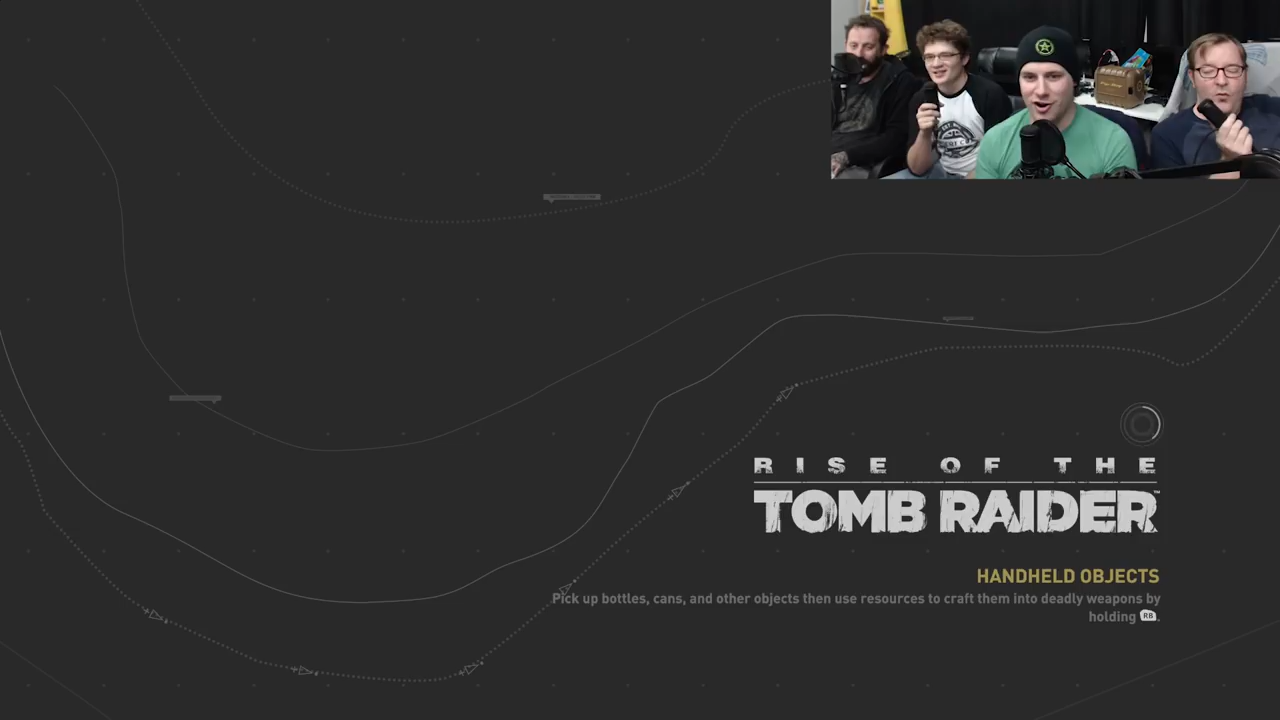 RISE OF THE
TOMB RAIDER™
HANDHELD OBJECTS
Pick up bottles, cans, and other objects then use resources to craft them into deadly weapons by
holding RB.